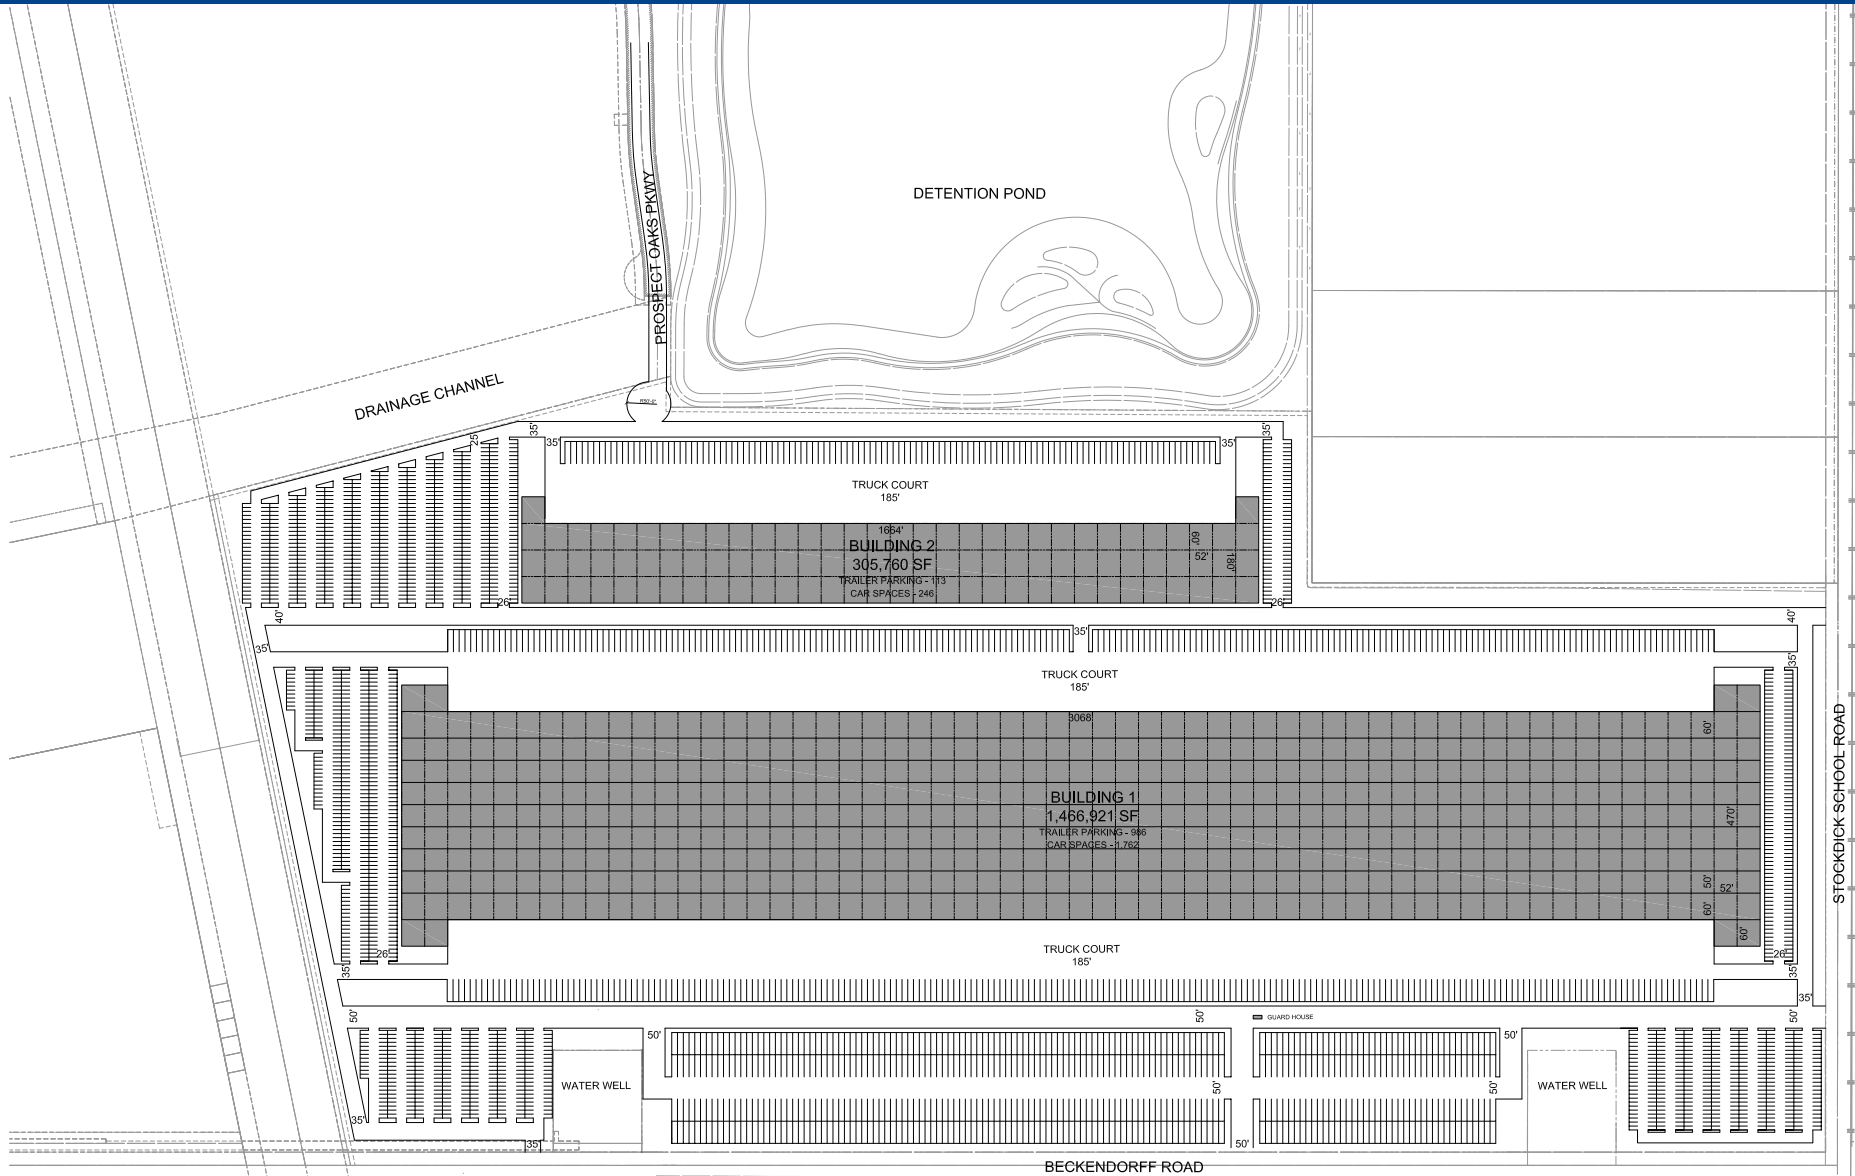 DETENTION POND
PROSPECT OAKS PKWY
DRAINAGE CHANNEL
R50'-0"
25'
35'
35'
35'
35'
TRUCK COURT
185'
1664'
BUILDING 2
305,760 SF
TRAILER PARKING - 113
CAR SPACES - 246
60'
52'
180'
26'
26'
40'
40'
35'
35'
35'
TRUCK COURT
185'
3068'
60'
BUILDING 1
1,466,921 SF
TRAILER PARKING - 986
CAR SPACES - 1,762
470'
50'
52'
60'
60'
STOCKDICK SCHOOL ROAD
TRUCK COURT
185'
26'
26'
35'
35'
35'
50'
50'
50'
GUARD HOUSE
50'
50'
WATER WELL
50'
50'
WATER WELL
35'
35'
50'
BECKENDORFF ROAD